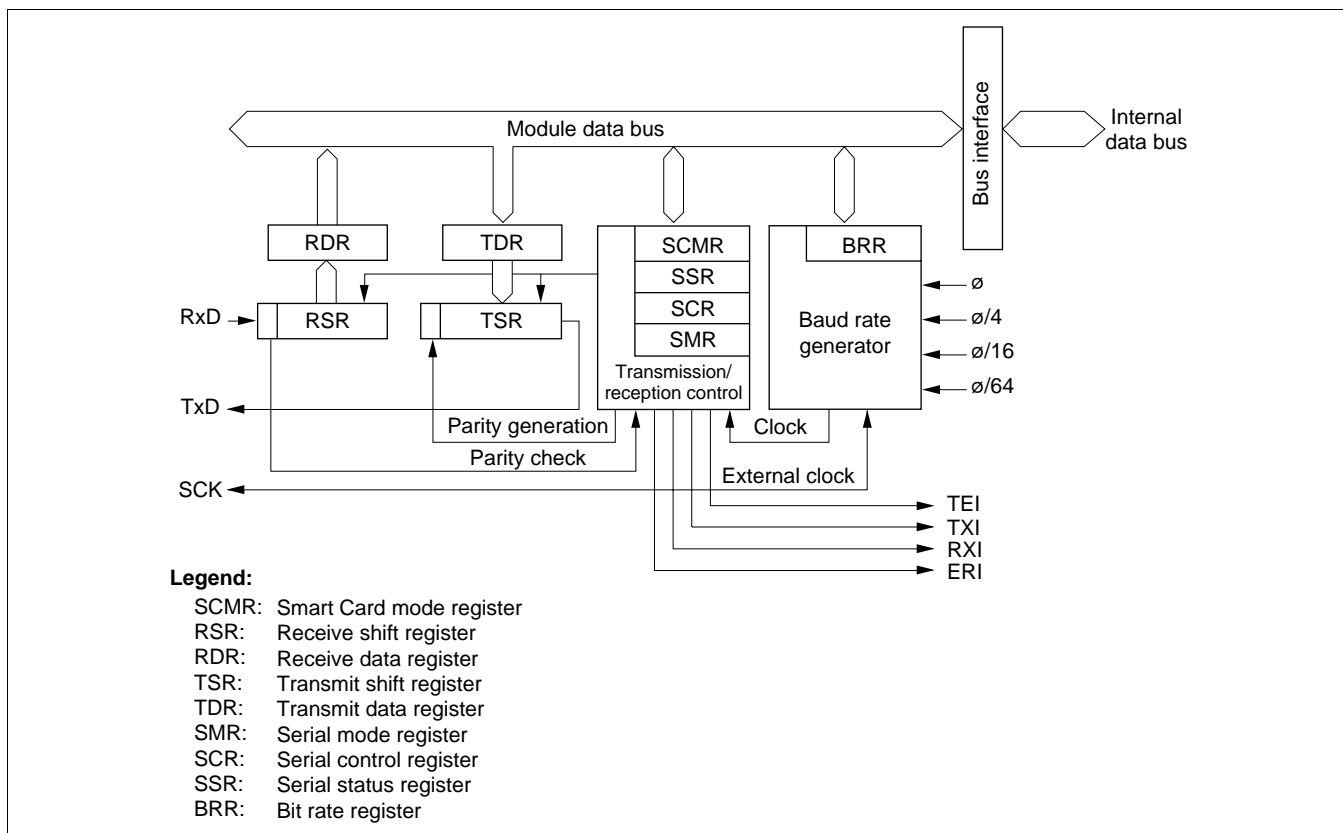 Module data bus
Bus interface
Internal
data bus
RDR
TDR
SCMR
SSR
SCR
SMR
Transmission/
reception control
BRR
Baud rate
generator
ø
ø/4
ø/16
ø/64
RxD
RSR
TSR
TxD
Parity generation
Parity check
Clock
External clock
SCK
TEI
TXI
RXI
ERI
Legend:
SCMR: Smart Card mode register
RSR: Receive shift register
RDR: Receive data register
TSR: Transmit shift register
TDR: Transmit data register
SMR: Serial mode register
SCR: Serial control register
SSR: Serial status register
BRR: Bit rate register